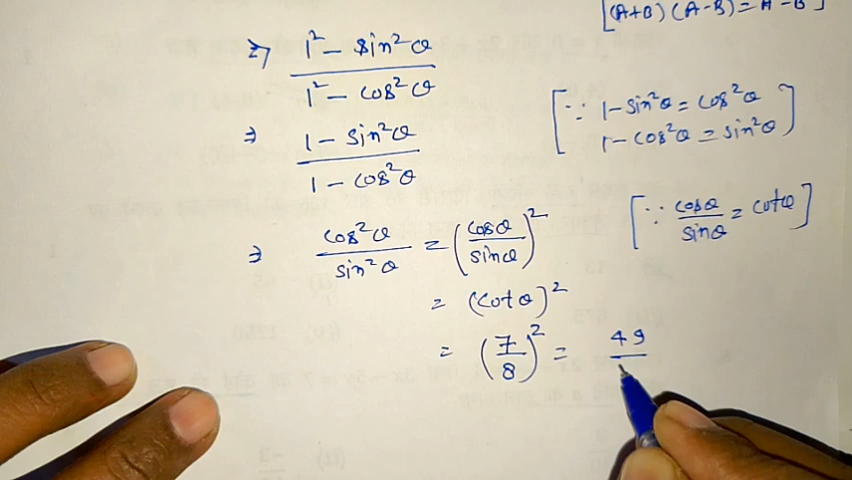 [(A+B) (A-B) = A²-B²]
⇒ 1² - sin²θ / 1² - cos²θ
[∵ 1-sin²θ = cos²θ
1-cos²θ = sin²θ]
⇒ 1 - sin²θ / 1 - cos²θ
⇒ cos²θ / sin²θ = (cosθ / sinθ)²
[∵ cosθ / sinθ = cotθ]
= (cotθ)²
= (7/8)² = 49